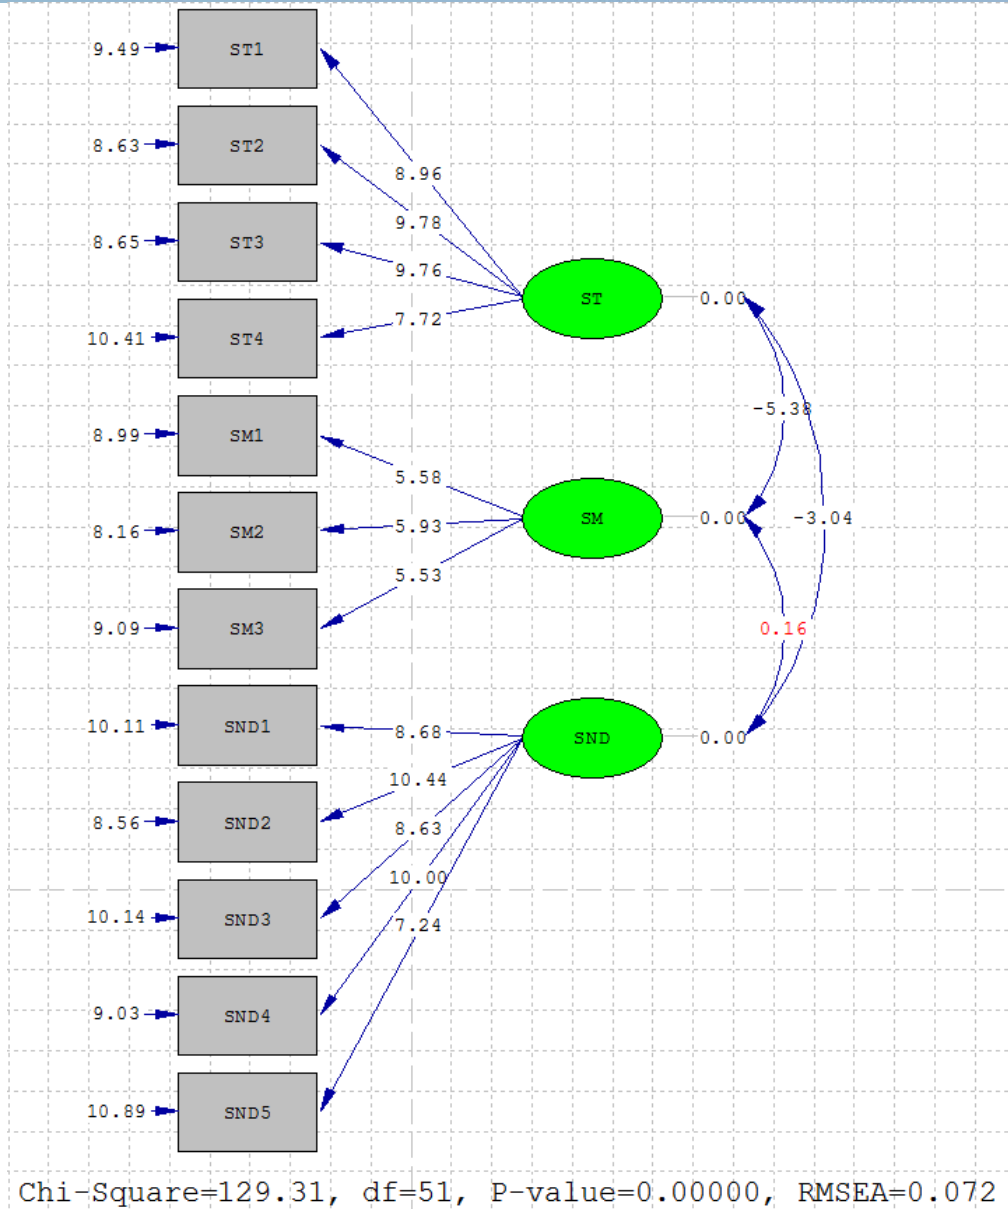 9.49 ST1
8.96
8.63 ST2
9.78
8.65 ST3
9.76
ST 0.00
7.72
10.41 ST4
-5.38
8.99 SM1
5.58
SM 0.00 -3.04
5.93
8.16 SM2
5.53
9.09 SM3
0.16
10.11 SND1
8.68
SND 0.00
10.44
8.56 SND2
8.63
10.00
10.14 SND3
7.24
9.03 SND4
10.89 SND5
Chi-Square=129.31, df=51, P-value=0.00000, RMSEA=0.072